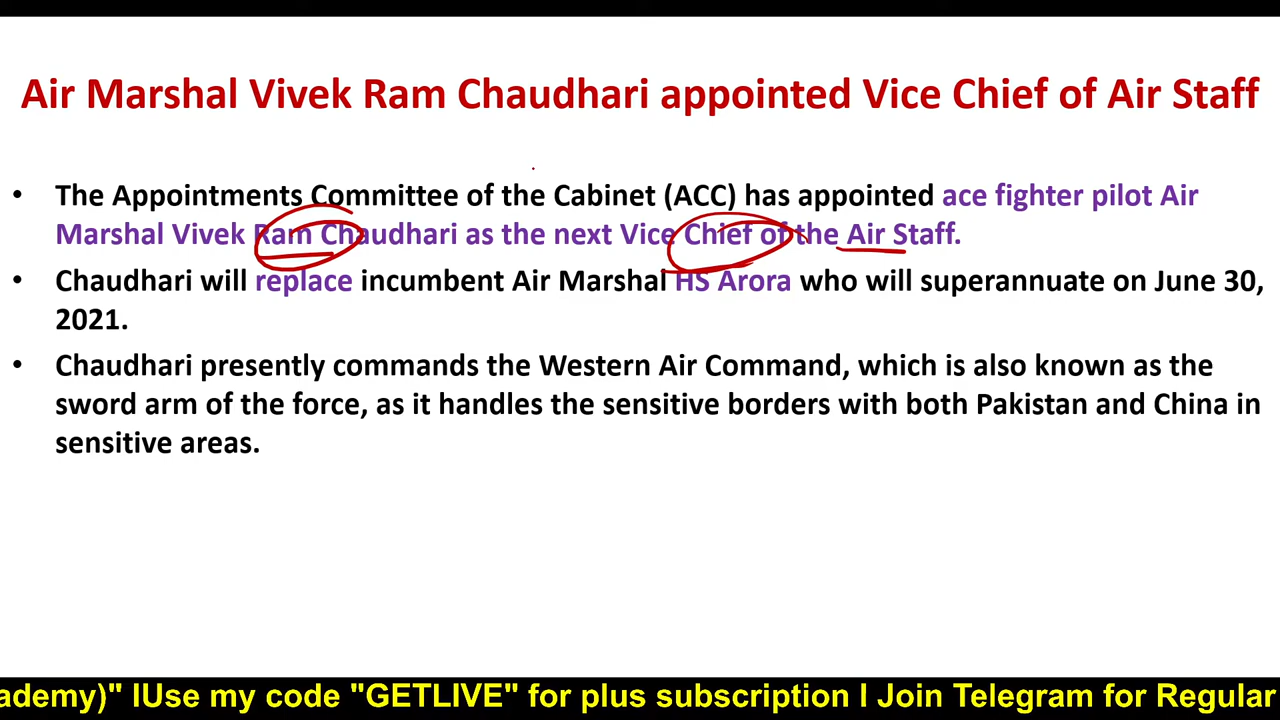 Air Marshal Vivek Ram Chaudhari appointed Vice Chief of Air Staff
• The Appointments Committee of the Cabinet (ACC) has appointed ace fighter pilot Air
Marshal Vivek Ram Chaudhari as the next Vice Chief of the Air Staff.
• Chaudhari will replace incumbent Air Marshal HS Arora who will superannuate on June 30,
2021.
• Chaudhari presently commands the Western Air Command, which is also known as the
sword arm of the force, as it handles the sensitive borders with both Pakistan and China in
sensitive areas.
ademy)" lUse my code "GETLIVE" for plus subscription l Join Telegram for Regular